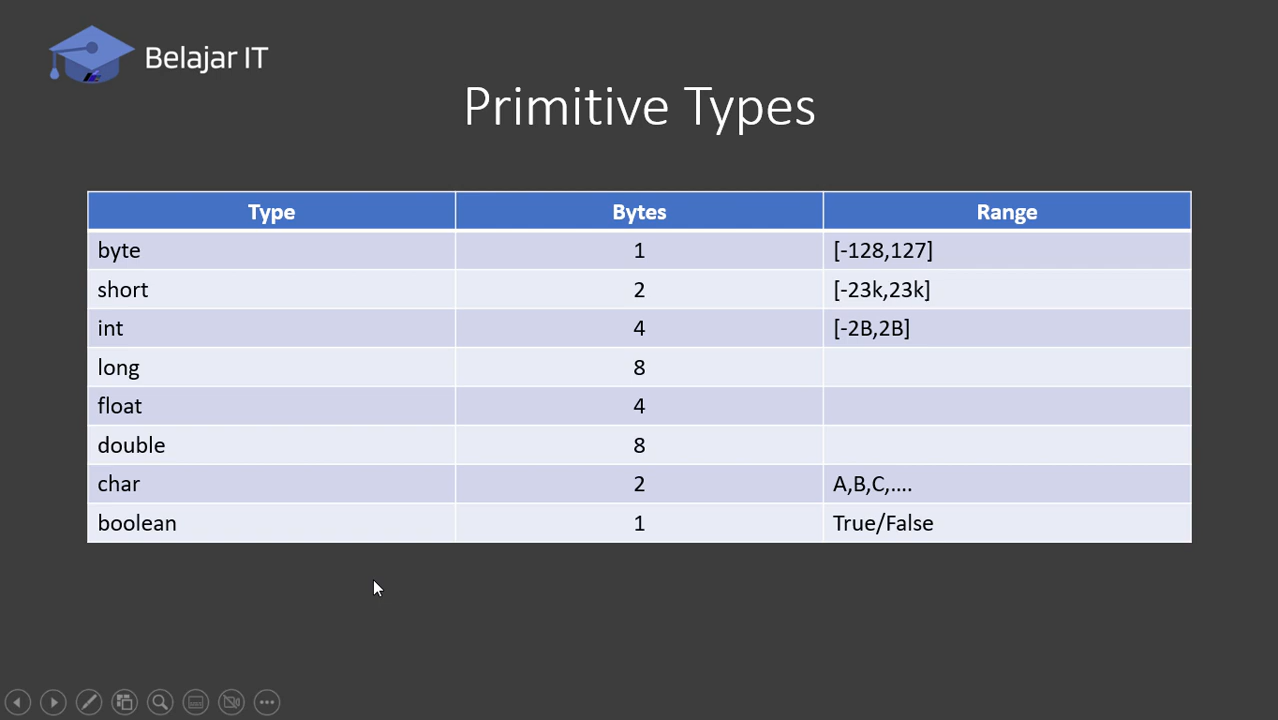 Belajar IT
Primitive Types
Type Bytes Range
byte 1 [-128,127]
short 2 [-23k,23k]
int 4 [-2B,2B]
long 8
float 4
double 8
char 2 A,B,C,....
boolean 1 True/False